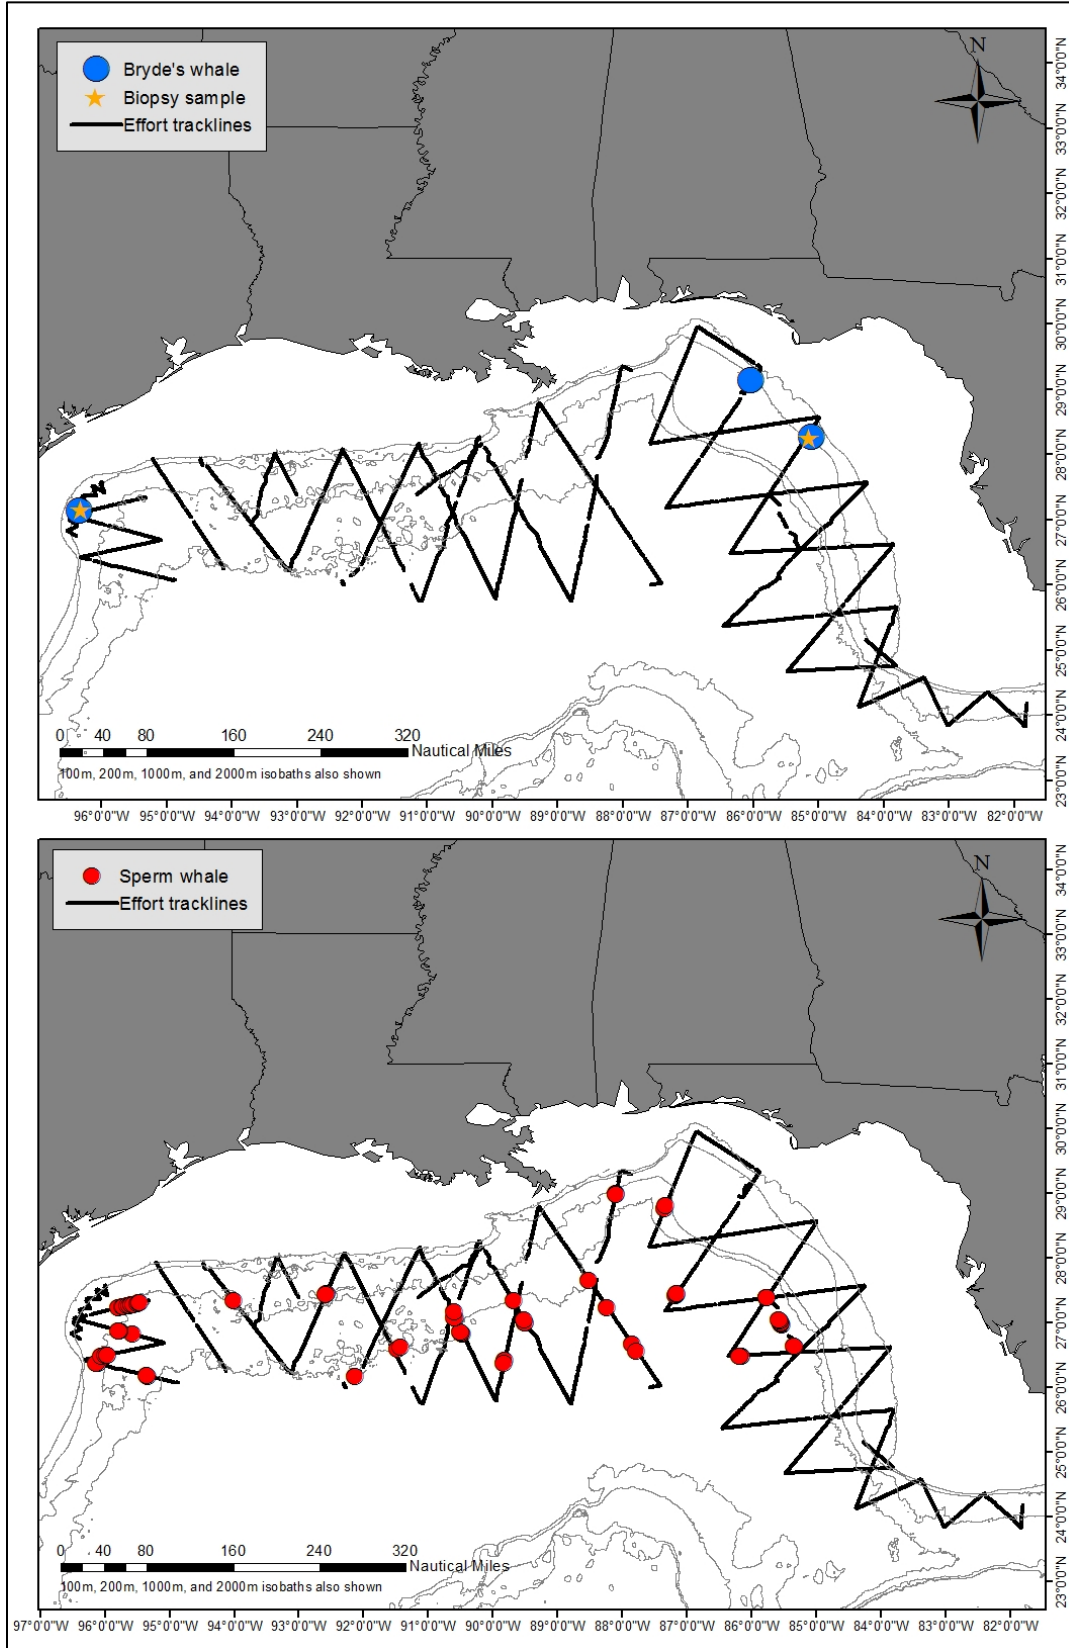 Bryde's whale
Biopsy sample
Effort tracklines
N
34°0'0"N
33°0'0"N
32°0'0"N
31°0'0"N
30°0'0"N
29°0'0"N
28°0'0"N
27°0'0"N
26°0'0"N
25°0'0"N
24°0'0"N
23°0'0"N
0 40 80 160 240 320
Nautical Miles
100m, 200m, 1000m, and 2000m isobaths also shown
96°0'0"W 95°0'0"W 94°0'0"W 93°0'0"W 92°0'0"W 91°0'0"W 90°0'0"W 89°0'0"W 88°0'0"W 87°0'0"W 86°0'0"W 85°0'0"W 84°0'0"W 83°0'0"W 82°0'0"W
Sperm whale
Effort tracklines
N
34°0'0"N
33°0'0"N
32°0'0"N
31°0'0"N
30°0'0"N
29°0'0"N
28°0'0"N
27°0'0"N
26°0'0"N
25°0'0"N
24°0'0"N
23°0'0"N
0 40 80 160 240 320
Nautical Miles
100m, 200m, 1000m, and 2000m isobaths also shown
97°0'0"W 96°0'0"W 95°0'0"W 94°0'0"W 93°0'0"W 92°0'0"W 91°0'0"W 90°0'0"W 89°0'0"W 88°0'0"W 87°0'0"W 86°0'0"W 85°0'0"W 84°0'0"W 83°0'0"W 82°0'0"W